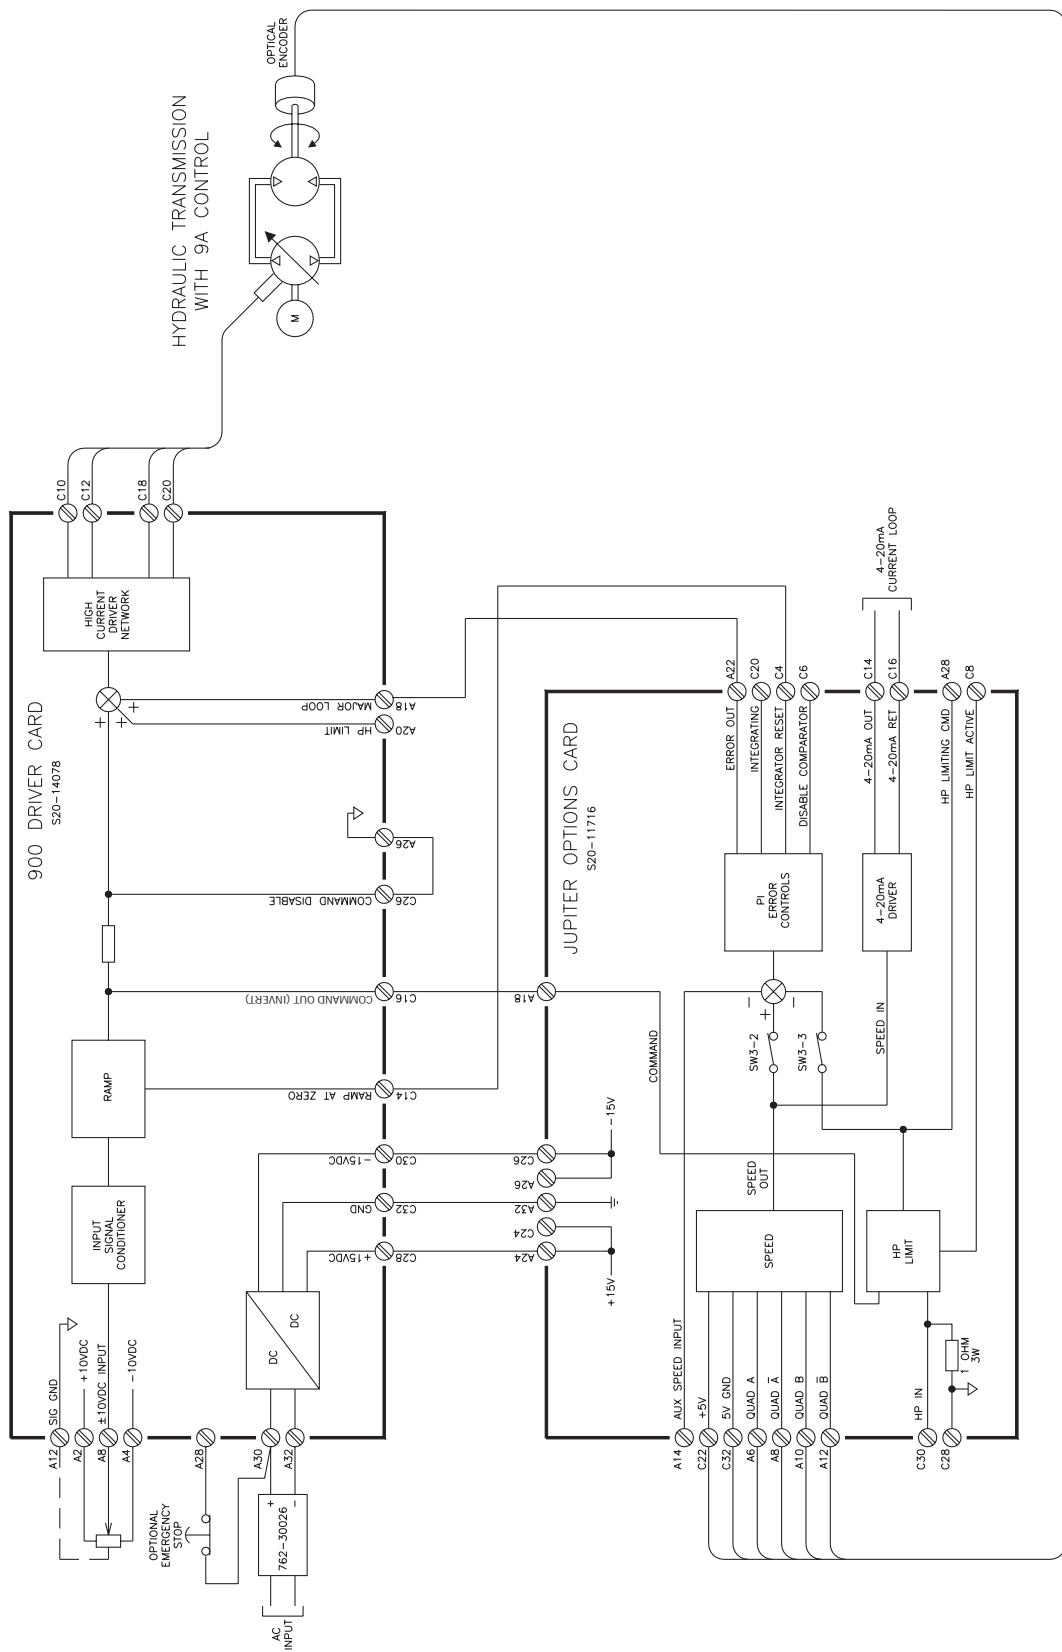 HYDRAULIC TRANSMISSION
WITH 9A CONTROL
OPTICAL
ENCODER
M
900 DRIVER CARD
S20-14078
A12
SIG GND
A2
+10VDC
A8
±10VDC INPUT
A4
-10VDC
INPUT
SIGNAL
CONDITIONER
RAMP
+
+
+
HIGH
CURRENT
DRIVER
NETWORK
C10
C12
C18
C20
A28
OPTIONAL
EMERGENCY
STOP
A30
A32
AC
INPUT
762-30026
+
−
DC
DC
+15VDC
C28
GND
C32
-15VDC
C30
RAMP AT ZERO
C14
COMMAND OUT (INVERT)
C16
COMMAND DISABLE
C26
A26
HP LIMIT
A20
MAJOR LOOP
A18
JUPITER OPTIONS CARD
S20-11716
A24
C24
A32
A26
C26
A18
+15V
-15V
COMMAND
A14
AUX SPEED INPUT
C22
+5V
C32
5V GND
A6
QUAD A
A8
QUAD A̅
A10
QUAD B
A12
QUAD B̅
C30
HP IN
C28
1 OHM
3W
SPEED
SPEED
OUT
HP
LIMIT
SW3-2
SW3-3
−
+
−
SPEED IN
PI
ERROR
CONTROLS
4-20mA
DRIVER
ERROR OUT
A22
INTEGRATING
C20
INTEGRATOR RESET
C4
DISABLE COMPARATOR
C6
4-20mA OUT
C14
4-20mA RET
C16
HP LIMITING CMD
A28
HP LIMIT ACTIVE
C8
4-20mA
CURRENT LOOP